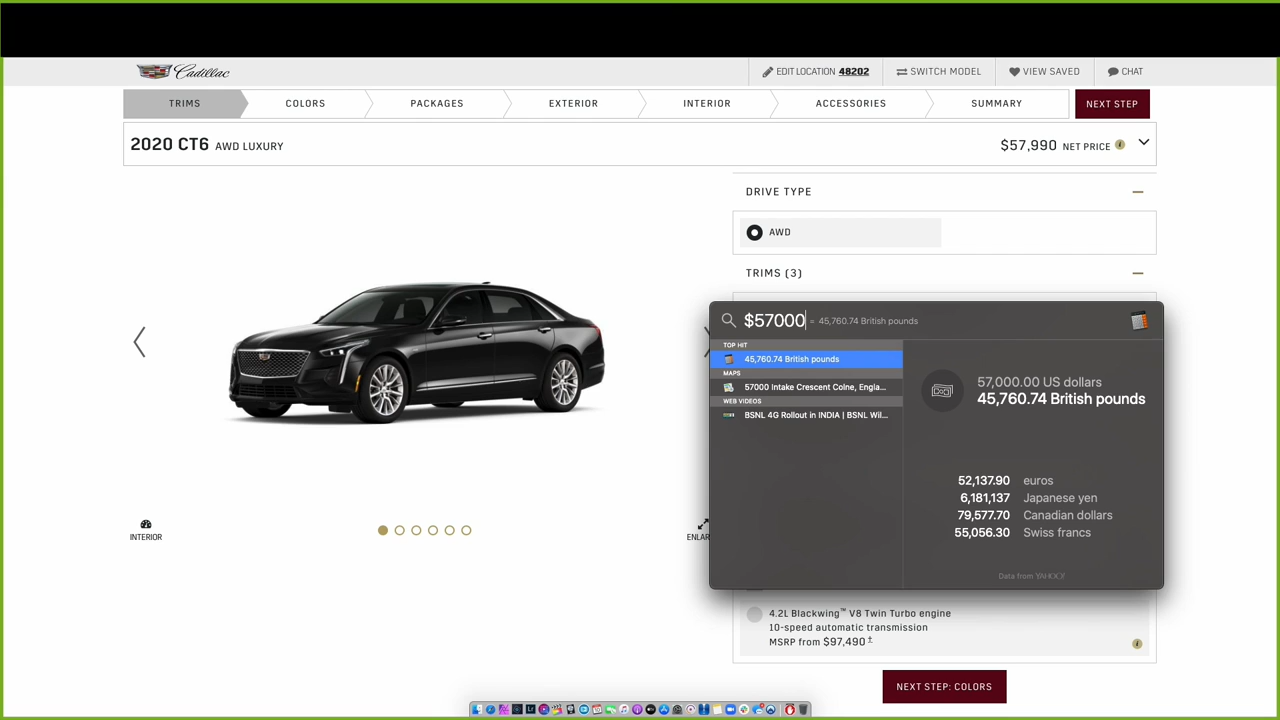 Cadillac
EDIT LOCATION 48202
SWITCH MODEL
VIEW SAVED
CHAT
TRIMS
COLORS
PACKAGES
EXTERIOR
INTERIOR
ACCESSORIES
SUMMARY
NEXT STEP
2020 CT6 AWD LUXURY
$57,990 NET PRICE i
DRIVE TYPE
AWD
TRIMS (3)
$57000 = 45,760.74 British pounds
TOP HIT
45,760.74 British pounds
MAPS
57000 Intake Crescent Colne, Engla...
WEB VIDEOS
BSNL 4G Rollout in INDIA | BSNL Wil...
57,000.00 US dollars
45,760.74 British pounds
52,137.90 euros
6,181,137 Japanese yen
79,577.70 Canadian dollars
55,056.30 Swiss francs
Data from YAHOO!
INTERIOR
ENLAR
4.2L Blackwing™ V8 Twin Turbo engine
10-speed automatic transmission
MSRP from $97,490 ‡
i
NEXT STEP: COLORS